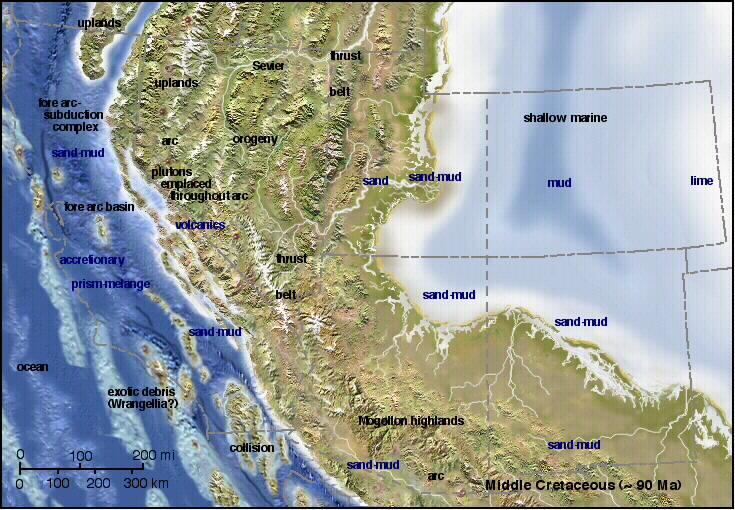 uplands
thrust
Sevier
uplands
belt
fore arc-
subduction
complex
shallow marine
arc
orogeny
sand-mud
plutons
emplaced
throughout arc
sand
sand-mud
mud
lime
fore arc basin
volcanics
accretionary
prism-melange
thrust
belt
sand-mud
sand-mud
sand-mud
ocean
exotic debris
(Wrangellia?)
Mogollon highlands
collision
sand-mud
0 100 200 mi
0 100 200 300 km
sand-mud
arc
Middle Cretaceous (~ 90 Ma)